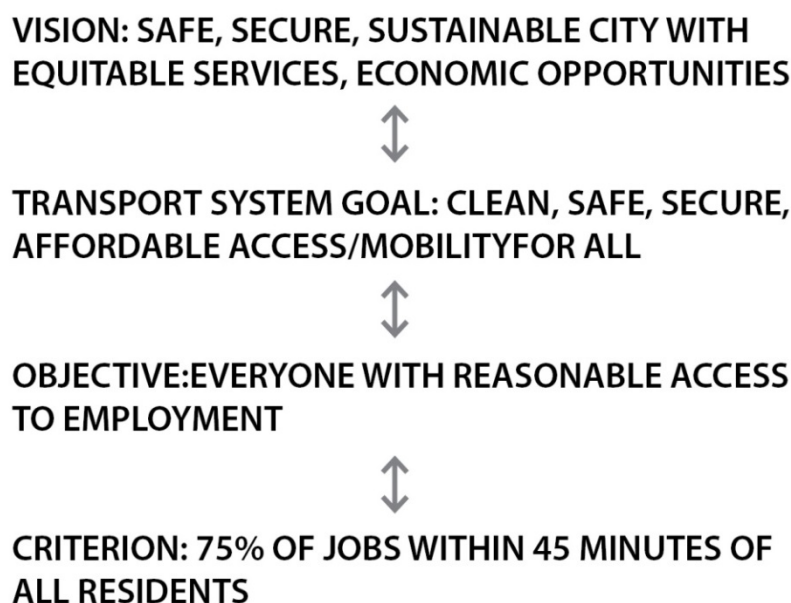 VISION: SAFE, SECURE, SUSTAINABLE CITY WITH
EQUITABLE SERVICES, ECONOMIC OPPORTUNITIES
TRANSPORT SYSTEM GOAL: CLEAN, SAFE, SECURE,
AFFORDABLE ACCESS/MOBILITYFOR ALL
OBJECTIVE:EVERYONE WITH REASONABLE ACCESS
TO EMPLOYMENT
CRITERION: 75% OF JOBS WITHIN 45 MINUTES OF
ALL RESIDENTS